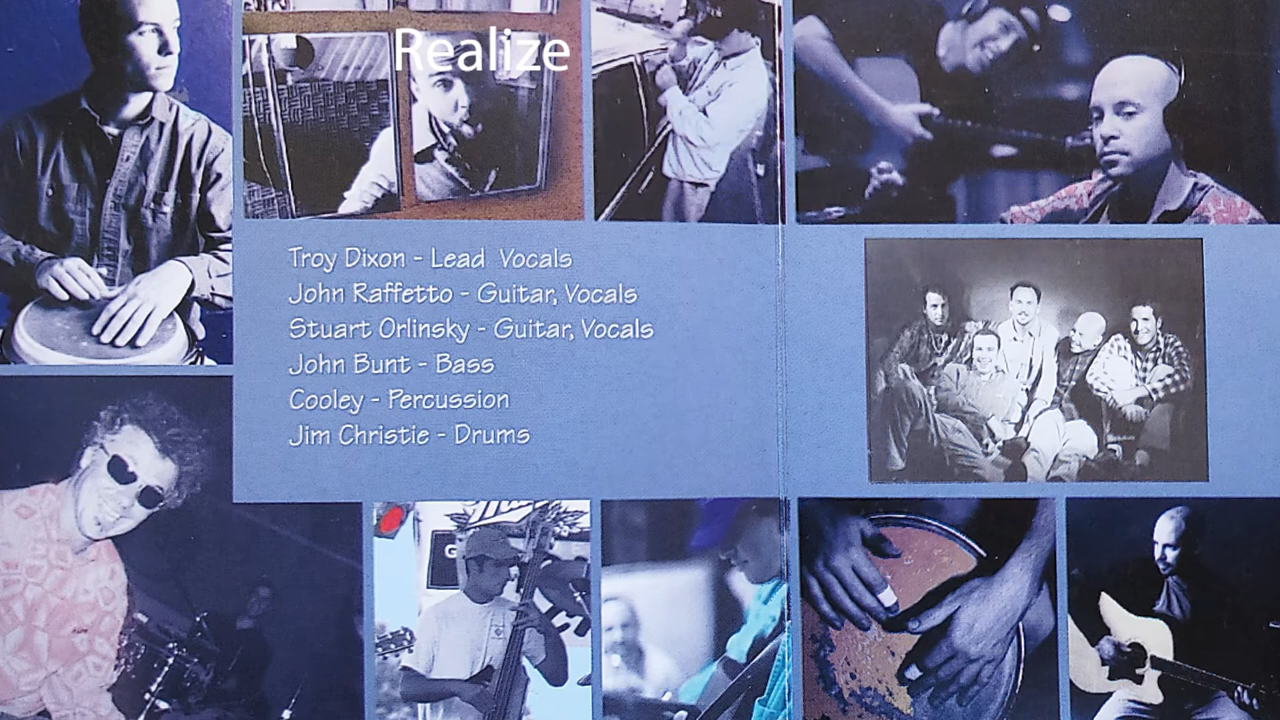 Realize
Troy Dixon - Lead Vocals
John Raffetto - Guitar, Vocals
Stuart Orlinsky - Guitar, Vocals
John Bunt - Bass
Cooley - Percussion
Jim Christie - Drums